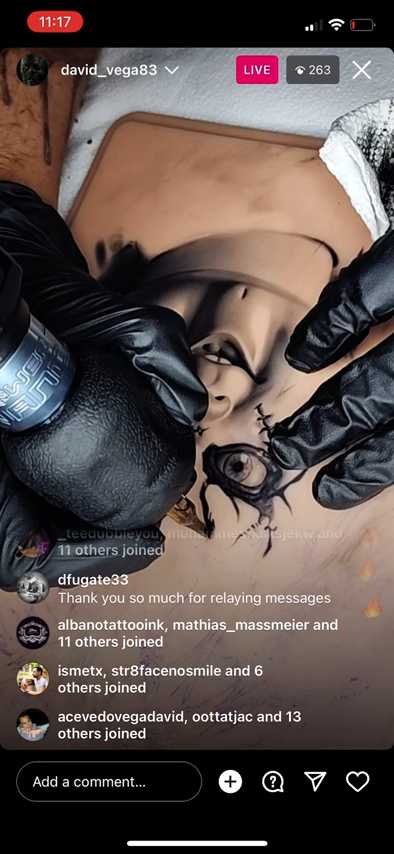 11:17
david_vega83
LIVE
263
11 others joined
dfugate33
Thank you so much for relaying messages
albanotattooink, mathias_massmeier and
11 others joined
ismetx, str8facenosmile and 6
others joined
acevedovegadavid, oottatjac and 13
others joined
Add a comment...